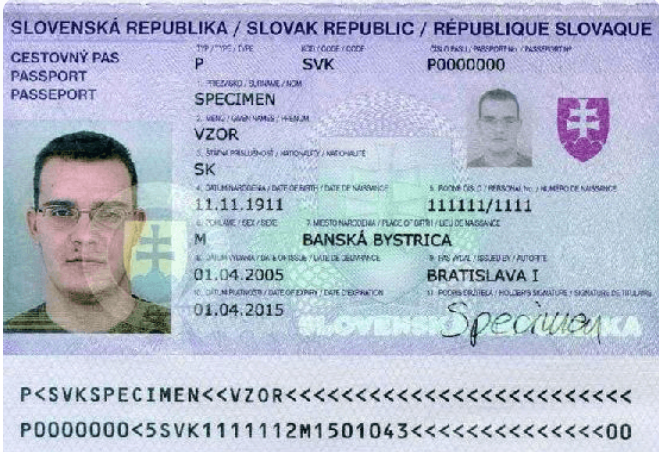 SLOVENSKÁ REPUBLIKA / SLOVAK REPUBLIC / RÉPUBLIQUE SLOVAQUE
CESTOVNÝ PAS
PASSPORT
PASSEPORT
TYP / TYPE / TYPE KÓD / CODE / CODE ČÍSLO PASU / PASSPORT No / PASSEPORT Nº
P SVK P0000000
1. PRIEZVISKO / SURNAME / NOM
SPECIMEN
2. MENO / GIVEN NAMES / PRÉNOM
VZOR
3. ŠTÁTNA PRÍSLUŠNOSŤ / NATIONALITY / NATIONALITÉ
SK
4. DÁTUM NARODENIA / DATE OF BIRTH / DATE DE NAISSANCE 5. RODNÉ ČÍSLO / PERSONAL No. / NUMÉRO DE NAISSANCE
11.11.1911 111111/1111
6. POHLAVIE / SEX / SEXE 7. MIESTO NARODENIA / PLACE OF BIRTH / LIEU DE NAISSANCE
M BANSKÁ BYSTRICA
8. DÁTUM VYDANIA / DATE OF ISSUE / DATE DE DÉLIVRANCE 9. PAS VYDAL / ISSUED BY / AUTORITÉ
01.04.2005 BRATISLAVA I
10. DÁTUM PLATNOSTI / DATE OF EXPIRY / DATE D'EXPIRATION 11. PODPIS DRŽITEĽA / HOLDER'S SIGNATURE / SIGNATURE DE TITULAIRE
01.04.2015 Specimen
P<SVKSPECIMEN<<VZOR<<<<<<<<<<<<<<<<<<<<<<<<<
P0000000<5SVK1111112M1501043<<<<<<<<<<<<<<00